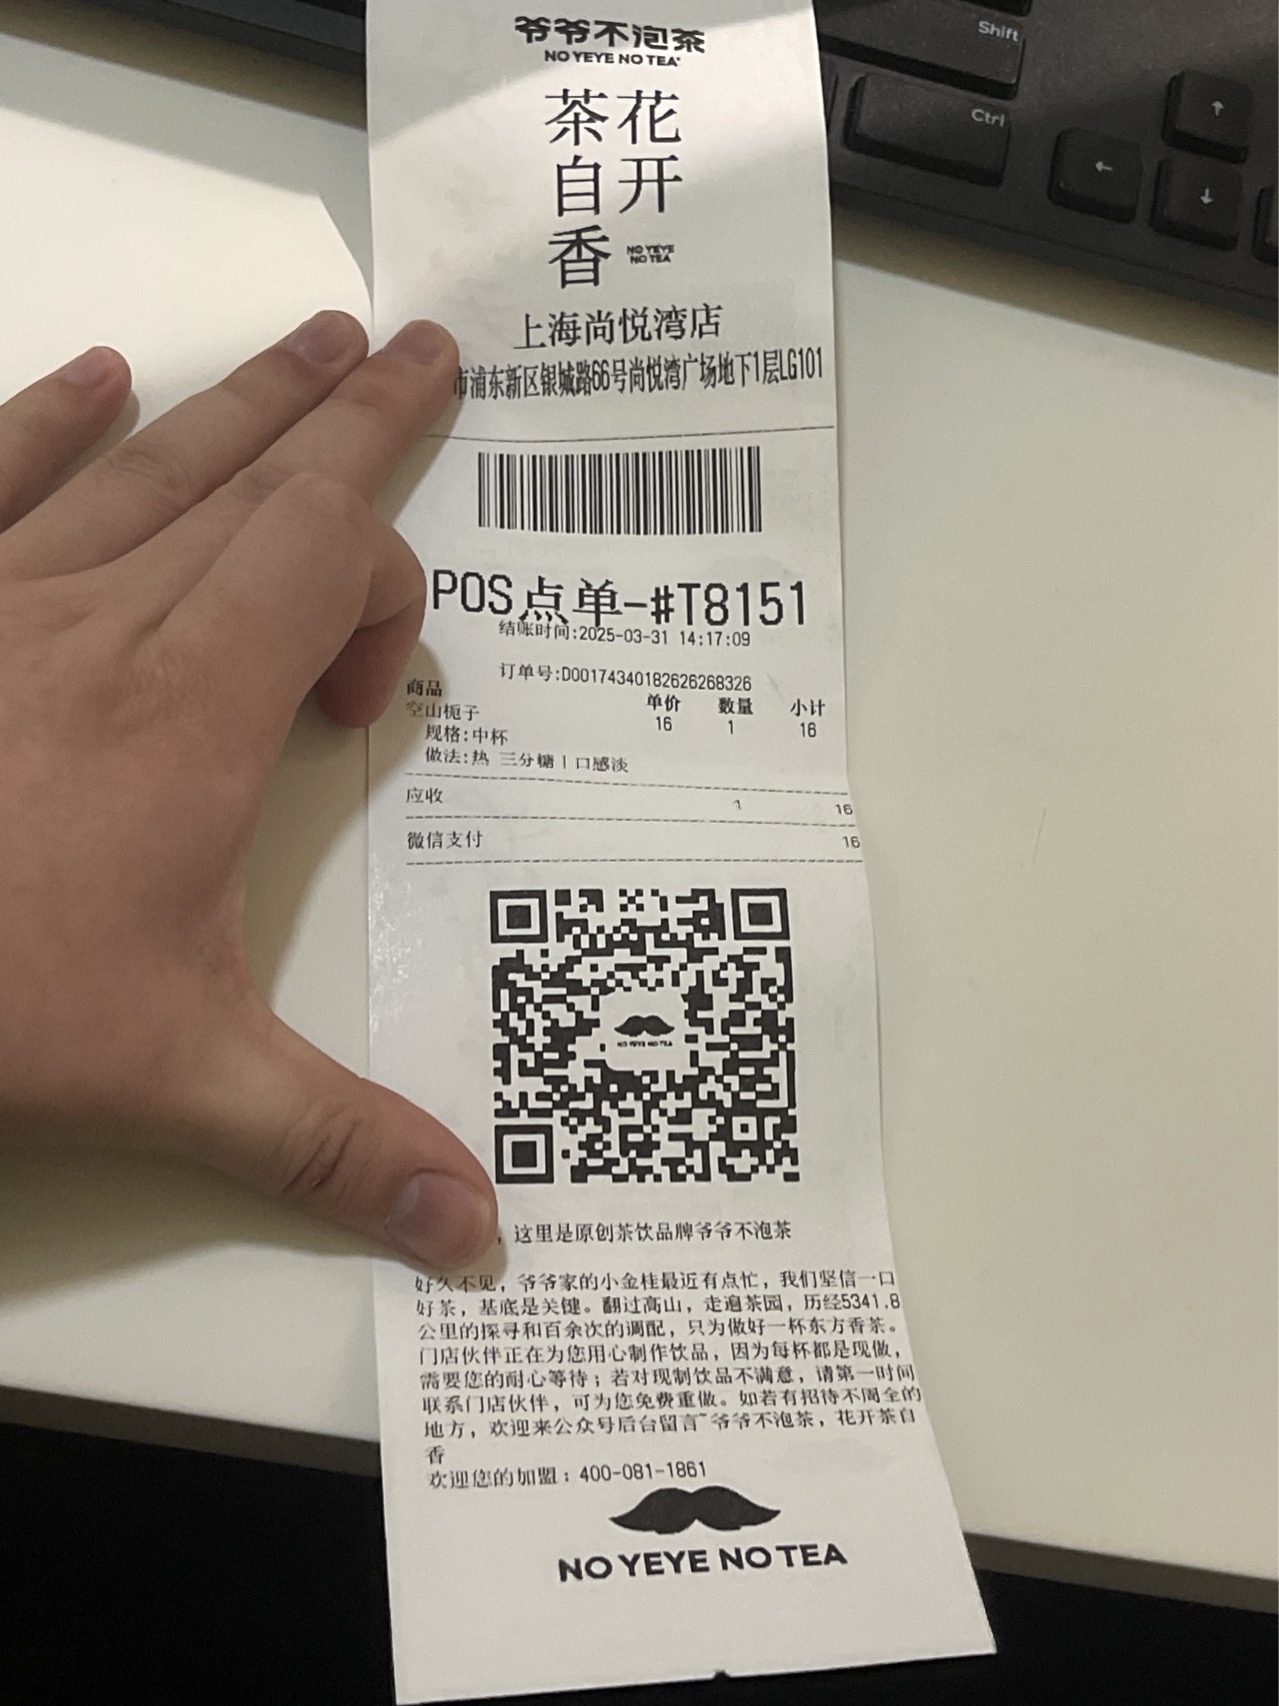 Shift
Ctrl
↑
←
↓
爷爷不泡茶
NO YEYE NO TEA
花开
茶自香
NO YEYE
NO TEA
上海尚悦湾店
市浦东新区银城路66号尚悦湾广场地下1层LG101
POS点单-#T8151
结账时间:2025-03-31 14:17:09
订单号:D00174340182626268326
商品 单价 数量 小计
空山栀子 16 1 16
规格:中杯
做法:热 三分糖|口感淡
应收 1 16
微信支付 16
NO YEYE NO TEA
，这里是原创茶饮品牌爷爷不泡茶
好久不见，爷爷家的小金桂最近有点忙，我们坚信一口
好茶，基底是关键。翻过高山，走遍茶园，历经5341.8
公里的探寻和百余次的调配，只为做好一杯东方香茶。
门店伙伴正在为您用心制作饮品，因为每杯都是现做，
需要您的耐心等待；若对现制饮品不满意，请第一时间
联系门店伙伴，可为您免费重做。如若有招待不周全的
地方，欢迎来公众号后台留言~爷爷不泡茶，花开茶自
香
欢迎您的加盟：400-081-1861
NO YEYE NO TEA